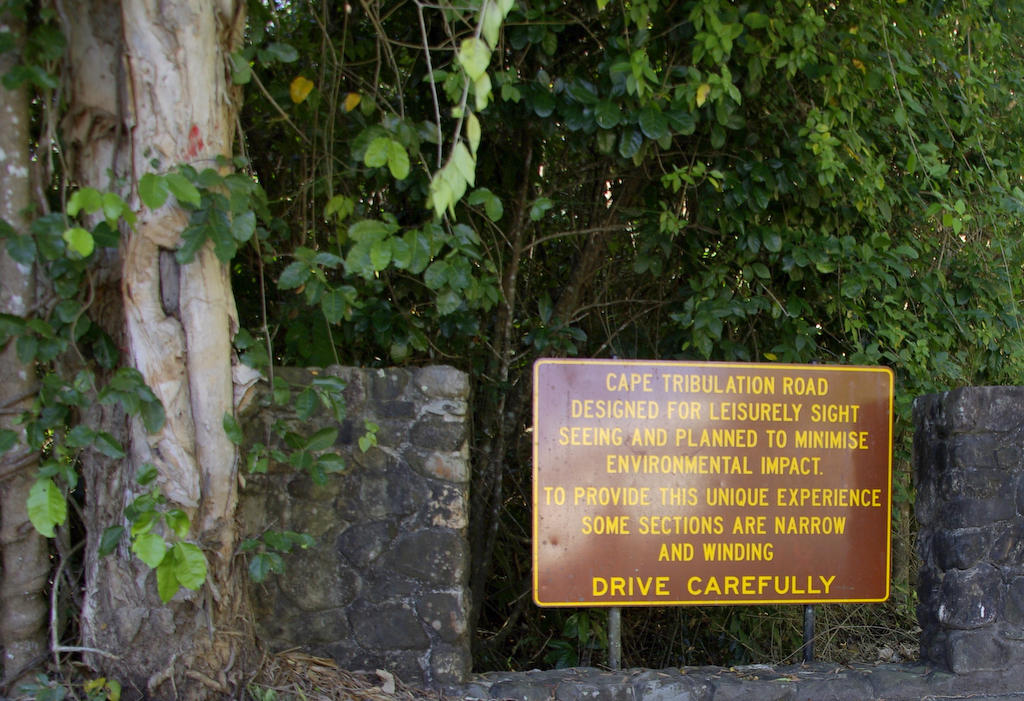 CAPE TRIBULATION ROAD
DESIGNED FOR LEISURELY SIGHT
SEEING AND PLANNED TO MINIMISE
ENVIRONMENTAL IMPACT.
TO PROVIDE THIS UNIQUE EXPERIENCE
SOME SECTIONS ARE NARROW
AND WINDING
DRIVE CAREFULLY